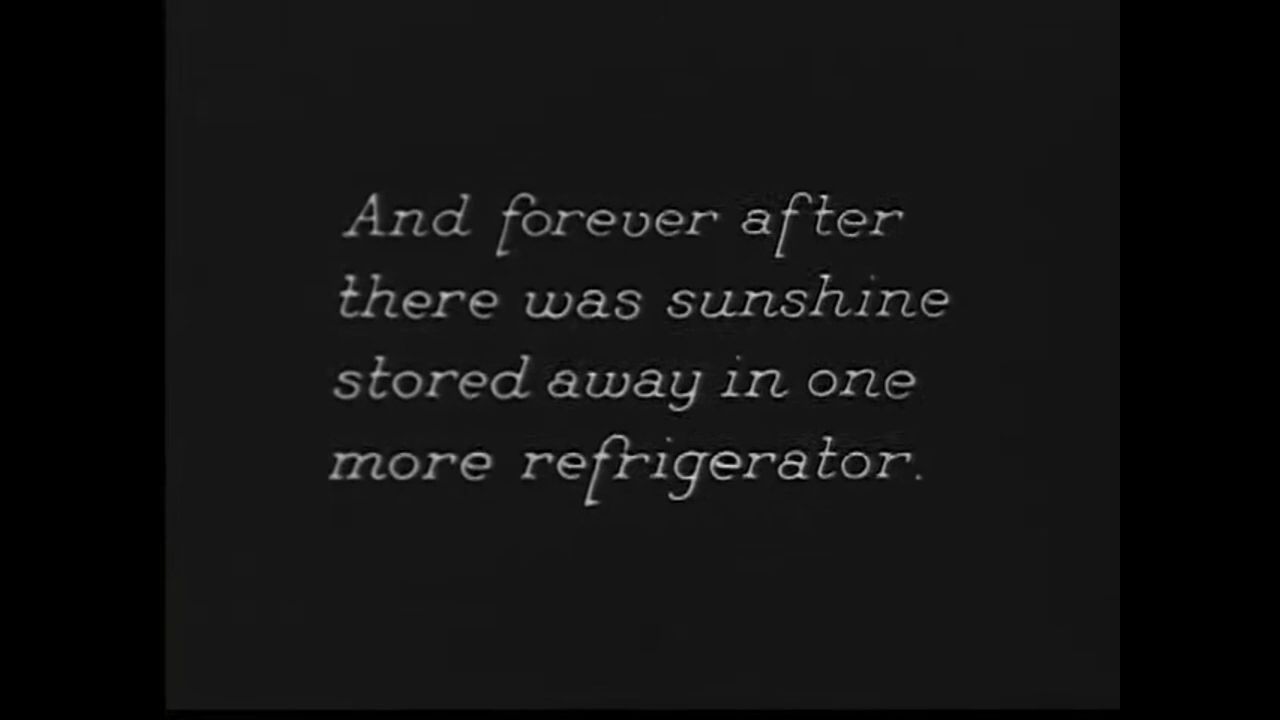 And forever after
there was sunshine
stored away in one
more refrigerator.